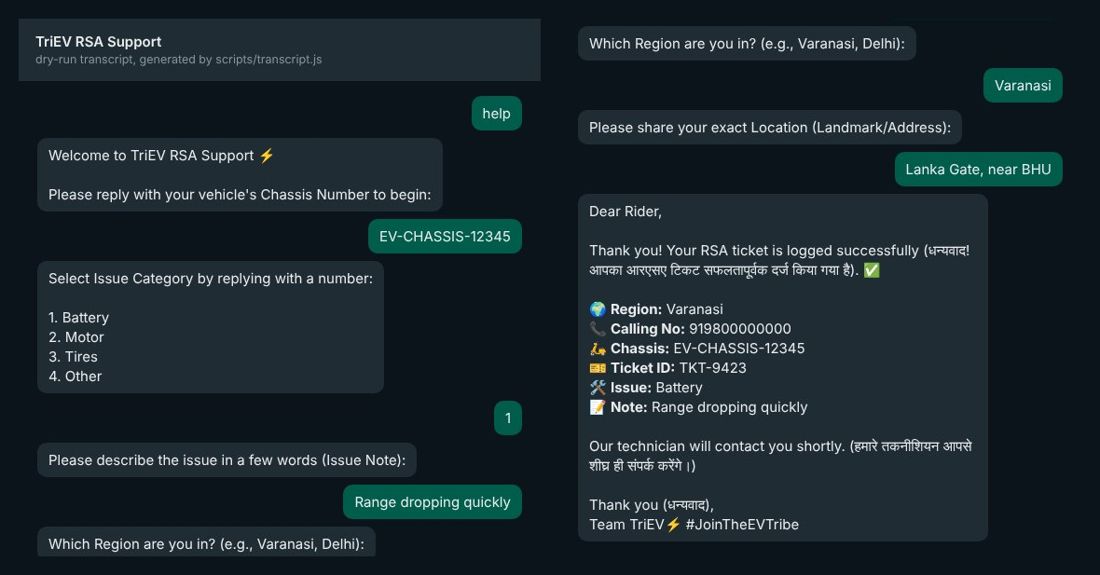 TriEV RSA Support
dry-run transcript, generated by scripts/transcript.js
help
Welcome to TriEV RSA Support ⚡
Please reply with your vehicle's Chassis Number to begin:
EV-CHASSIS-12345
Select Issue Category by replying with a number:
1. Battery
2. Motor
3. Tires
4. Other
1
Please describe the issue in a few words (Issue Note):
Range dropping quickly
Which Region are you in? (e.g., Varanasi, Delhi):
Which Region are you in? (e.g., Varanasi, Delhi):
Varanasi
Please share your exact Location (Landmark/Address):
Lanka Gate, near BHU
Dear Rider,
Thank you! Your RSA ticket is logged successfully (धन्यवाद!
आपका आरएसए टिकट सफलतापूर्वक दर्ज किया गया है). ✅
🌍 Region: Varanasi
📞 Calling No: 919800000000
🛵 Chassis: EV-CHASSIS-12345
🎫 Ticket ID: TKT-9423
🛠️ Issue: Battery
📝 Note: Range dropping quickly
Our technician will contact you shortly. (हमारे तकनीशियन आपसे
शीघ्र ही संपर्क करेंगे।)
Thank you (धन्यवाद),
Team TriEV⚡ #JoinTheEVTribe